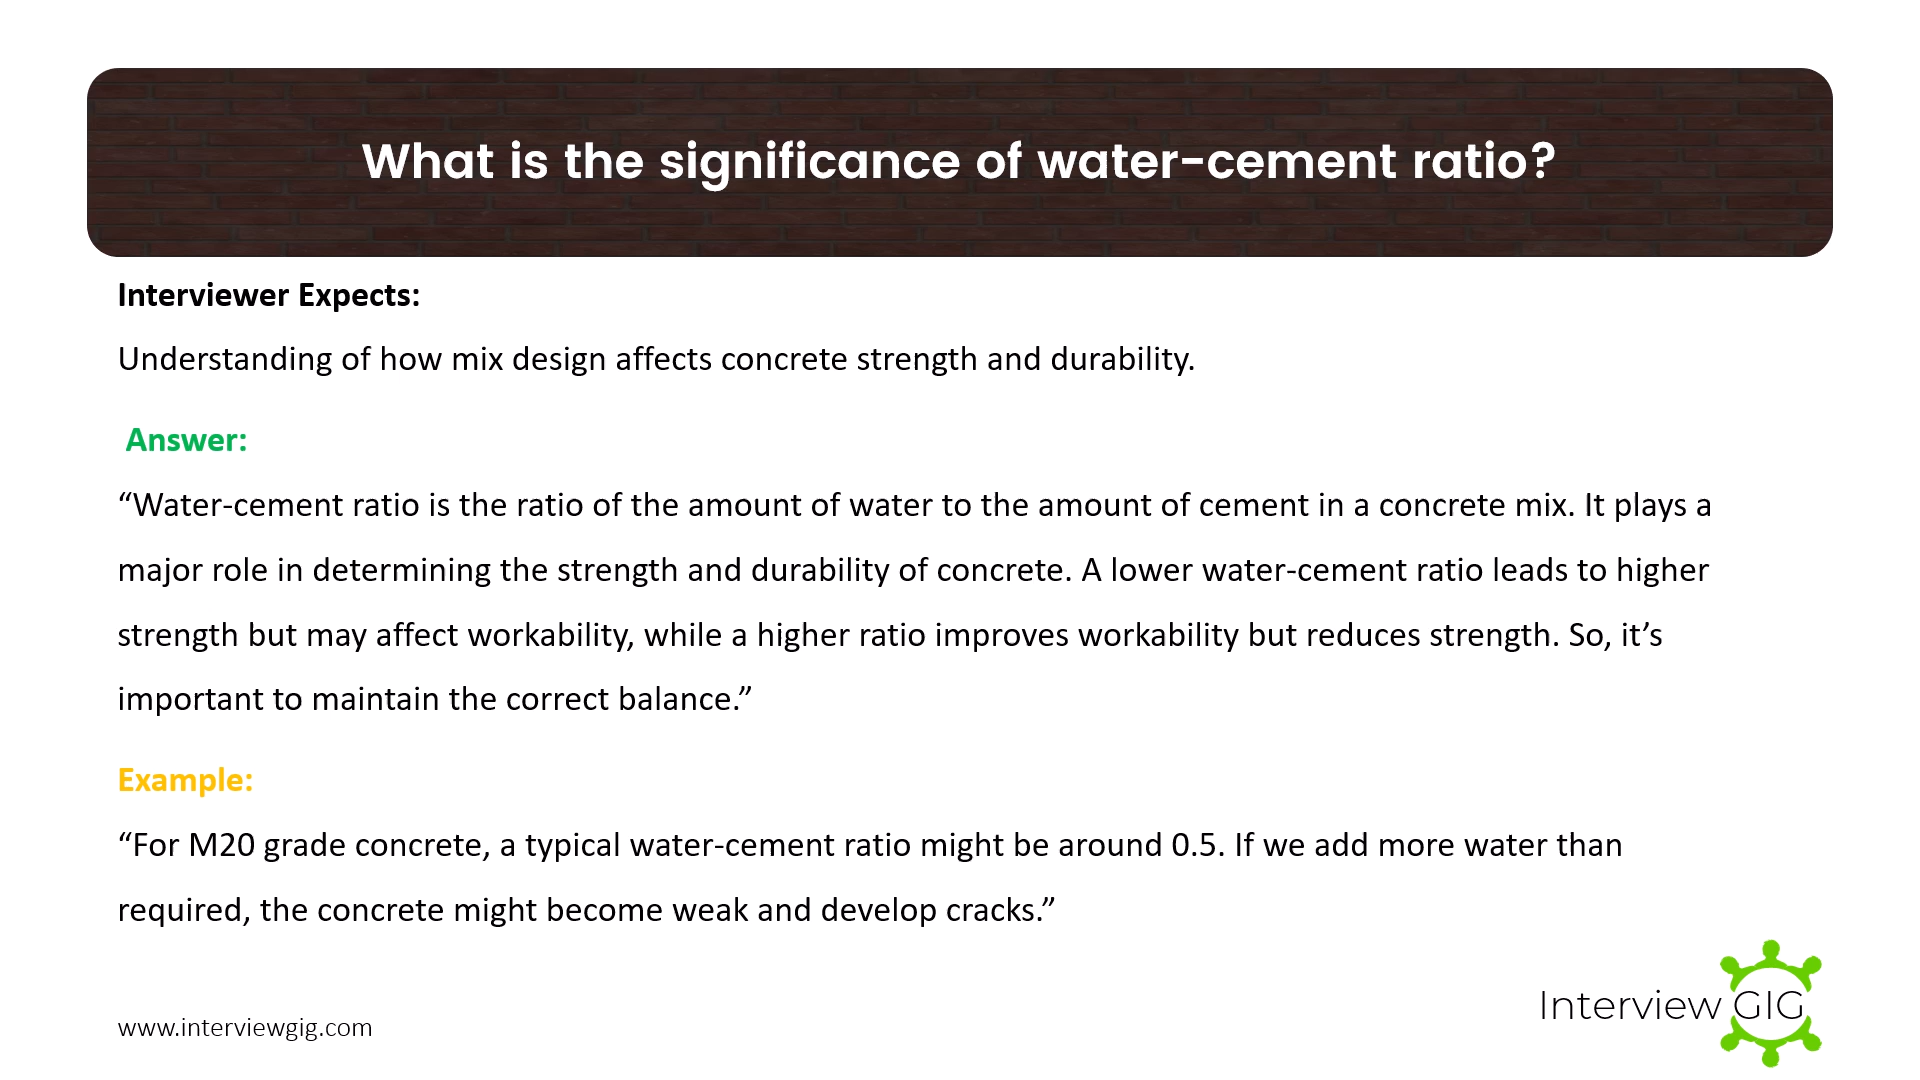 What is the significance of water-cement ratio?
Interviewer Expects:
Understanding of how mix design affects concrete strength and durability.
Answer:
“Water-cement ratio is the ratio of the amount of water to the amount of cement in a concrete mix. It plays a
major role in determining the strength and durability of concrete. A lower water-cement ratio leads to higher
strength but may affect workability, while a higher ratio improves workability but reduces strength. So, it’s
important to maintain the correct balance.”
Example:
“For M20 grade concrete, a typical water-cement ratio might be around 0.5. If we add more water than
required, the concrete might become weak and develop cracks.”
Interview GIG
www.interviewgig.com